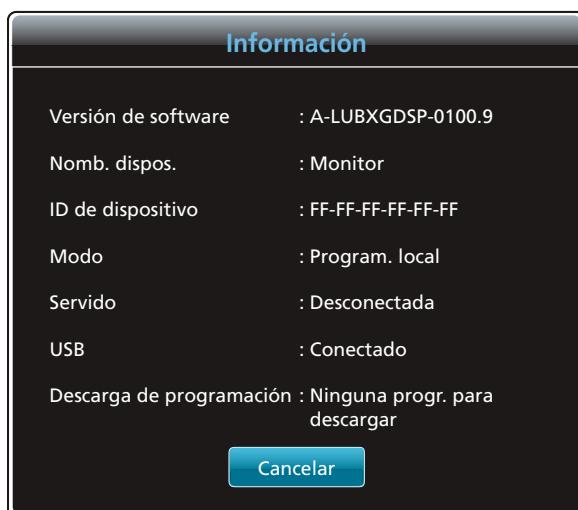 Información
Versión de software : A-LUBXGDSP-0100.9
Nomb. dispos. : Monitor
ID de dispositivo : FF-FF-FF-FF-FF-FF
Modo : Program. local
Servido : Desconectada
USB : Conectado
Descarga de programación : Ninguna progr. para
descargar
Cancelar